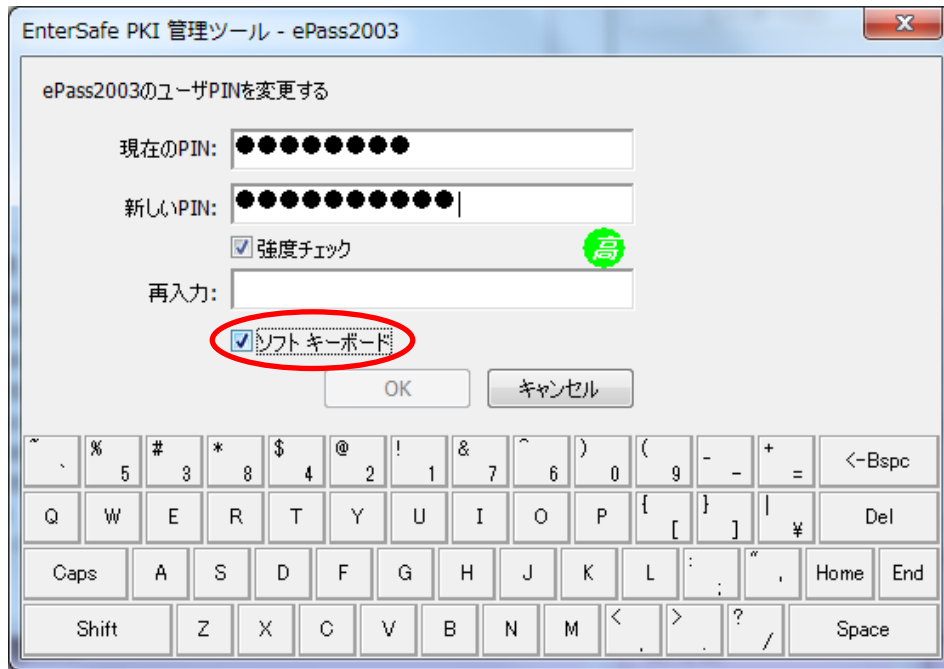 EnterSafe PKI 管理ツール - ePass2003
ePass2003のユーザPINを変更する
現在のPIN: ●●●●●●●●
新しいPIN: ●●●●●●●●●●
強度チェック 高
再入力:
ソフト キーボード
OK キャンセル
~ ` % 5 # 3 * 8 $ 4 @ 2 ! 1 & 7 ^ 6 ) 0 ( 9 - - + = <-Bspc
Q W E R T Y U I O P { [ } ] | ¥ Del
Caps A S D F G H J K L : ; " , Home End
Shift Z X C V B N M < , > . ? / Space